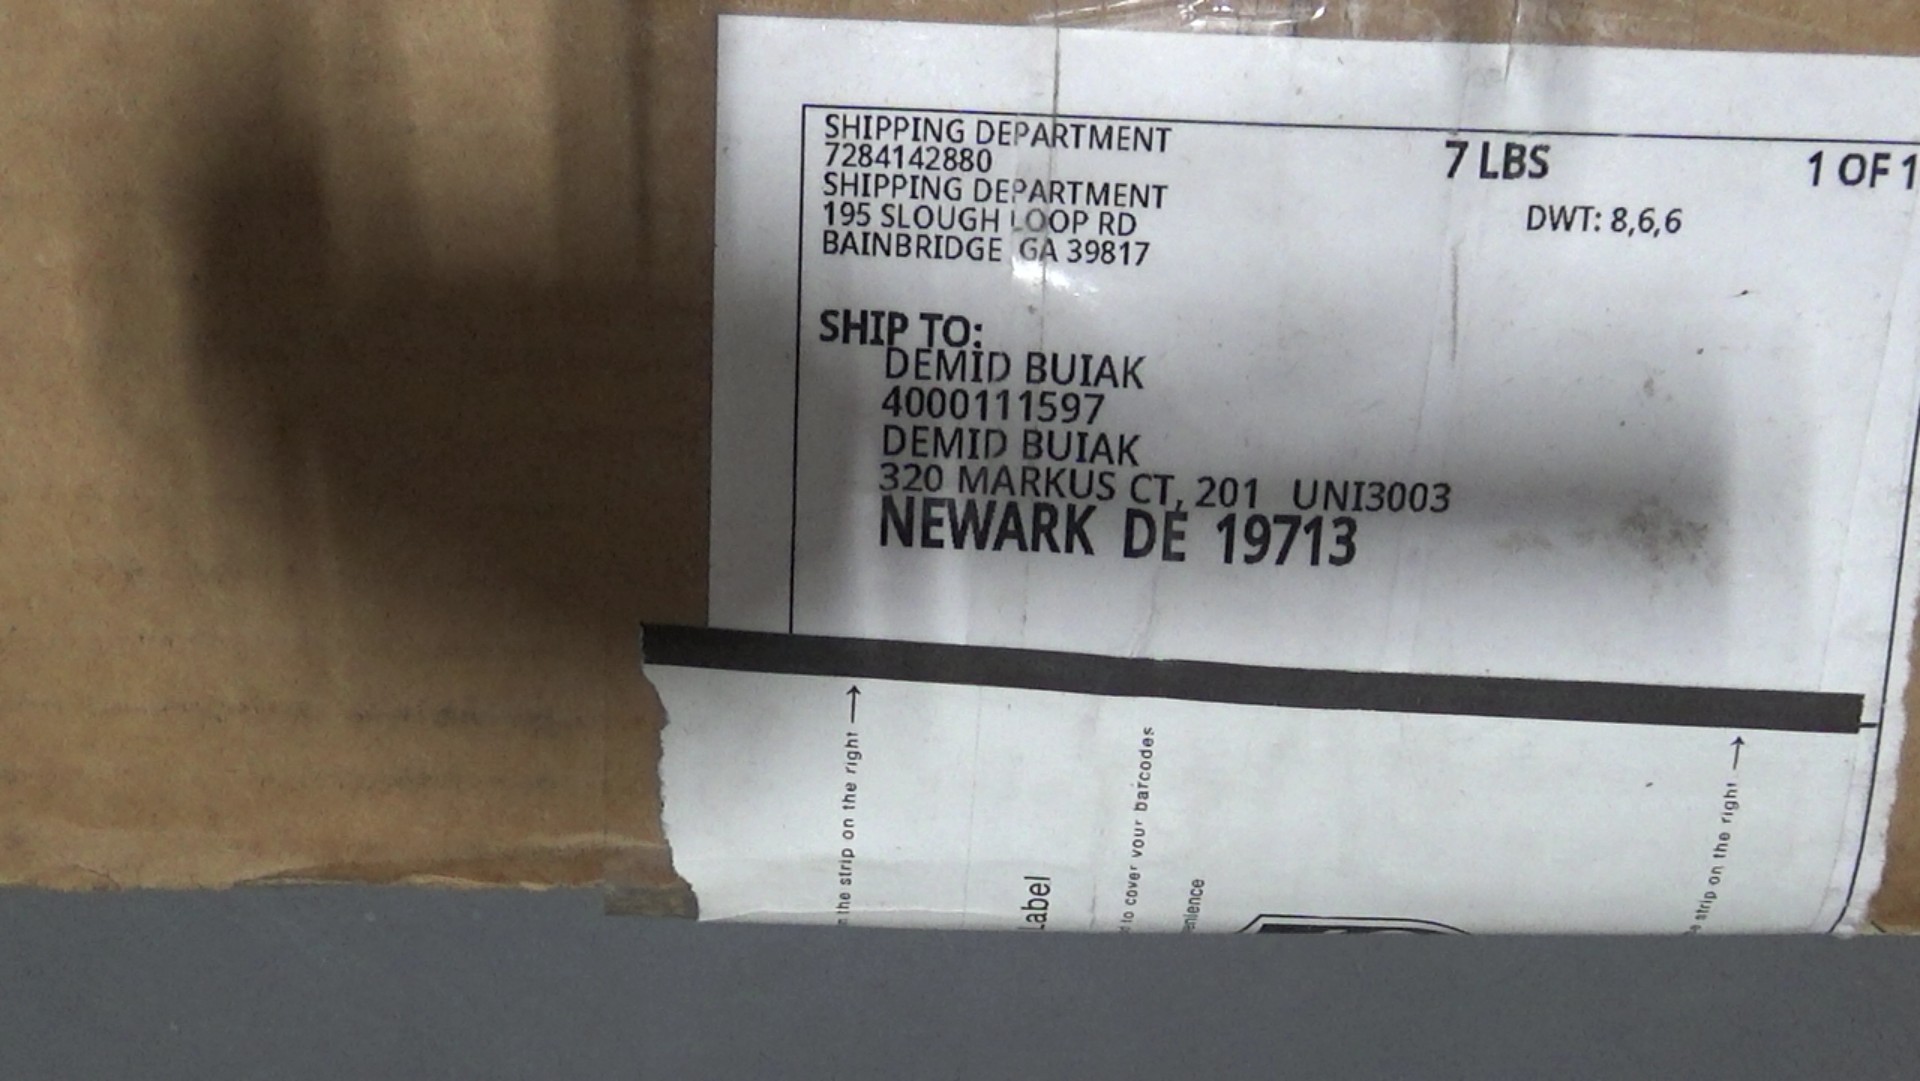 SHIPPING DEPARTMENT
7284142880
SHIPPING DEPARTMENT
195 SLOUGH LOOP RD
BAINBRIDGE GA 39817
7 LBS
1 OF 1
DWT: 8,6,6
SHIP TO:
DEMID BUIAK
4000111597
DEMID BUIAK
320 MARKUS CT, 201 UNI3003
NEWARK DE 19713
the strip on the right →
Label
to cover your barcodes
strip on the right →